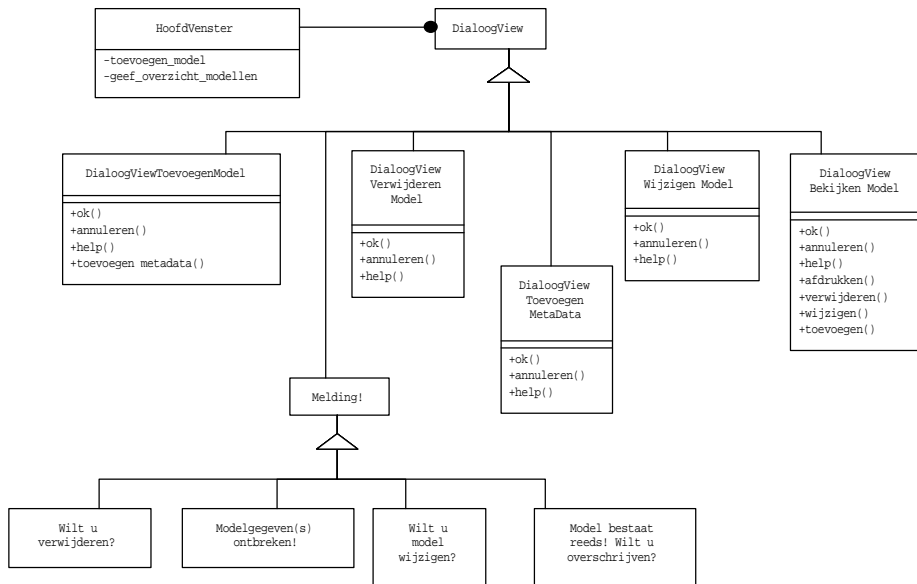 HoofdVenster
-toevoegen_model
-geef_overzicht_modellen
DialoogView
DialoogViewToevoegenModel
+ok()
+annuleren()
+help()
+toevoegen metadata()
DialoogView
Verwijderen
Model
+ok()
+annuleren()
+help()
DialoogView
Toevoegen
MetaData
+ok()
+annuleren()
+help()
DialoogView
Wijzigen Model
+ok()
+annuleren()
+help()
DialoogView
Bekijken Model
+ok()
+annuleren()
+help()
+afdrukken()
+verwijderen()
+wijzigen()
+toevoegen()
Melding!
Wilt u
verwijderen?
Modelgegeven(s)
ontbreken!
Wilt u
model
wijzigen?
Model bestaat
reeds! Wilt u
overschrijven?